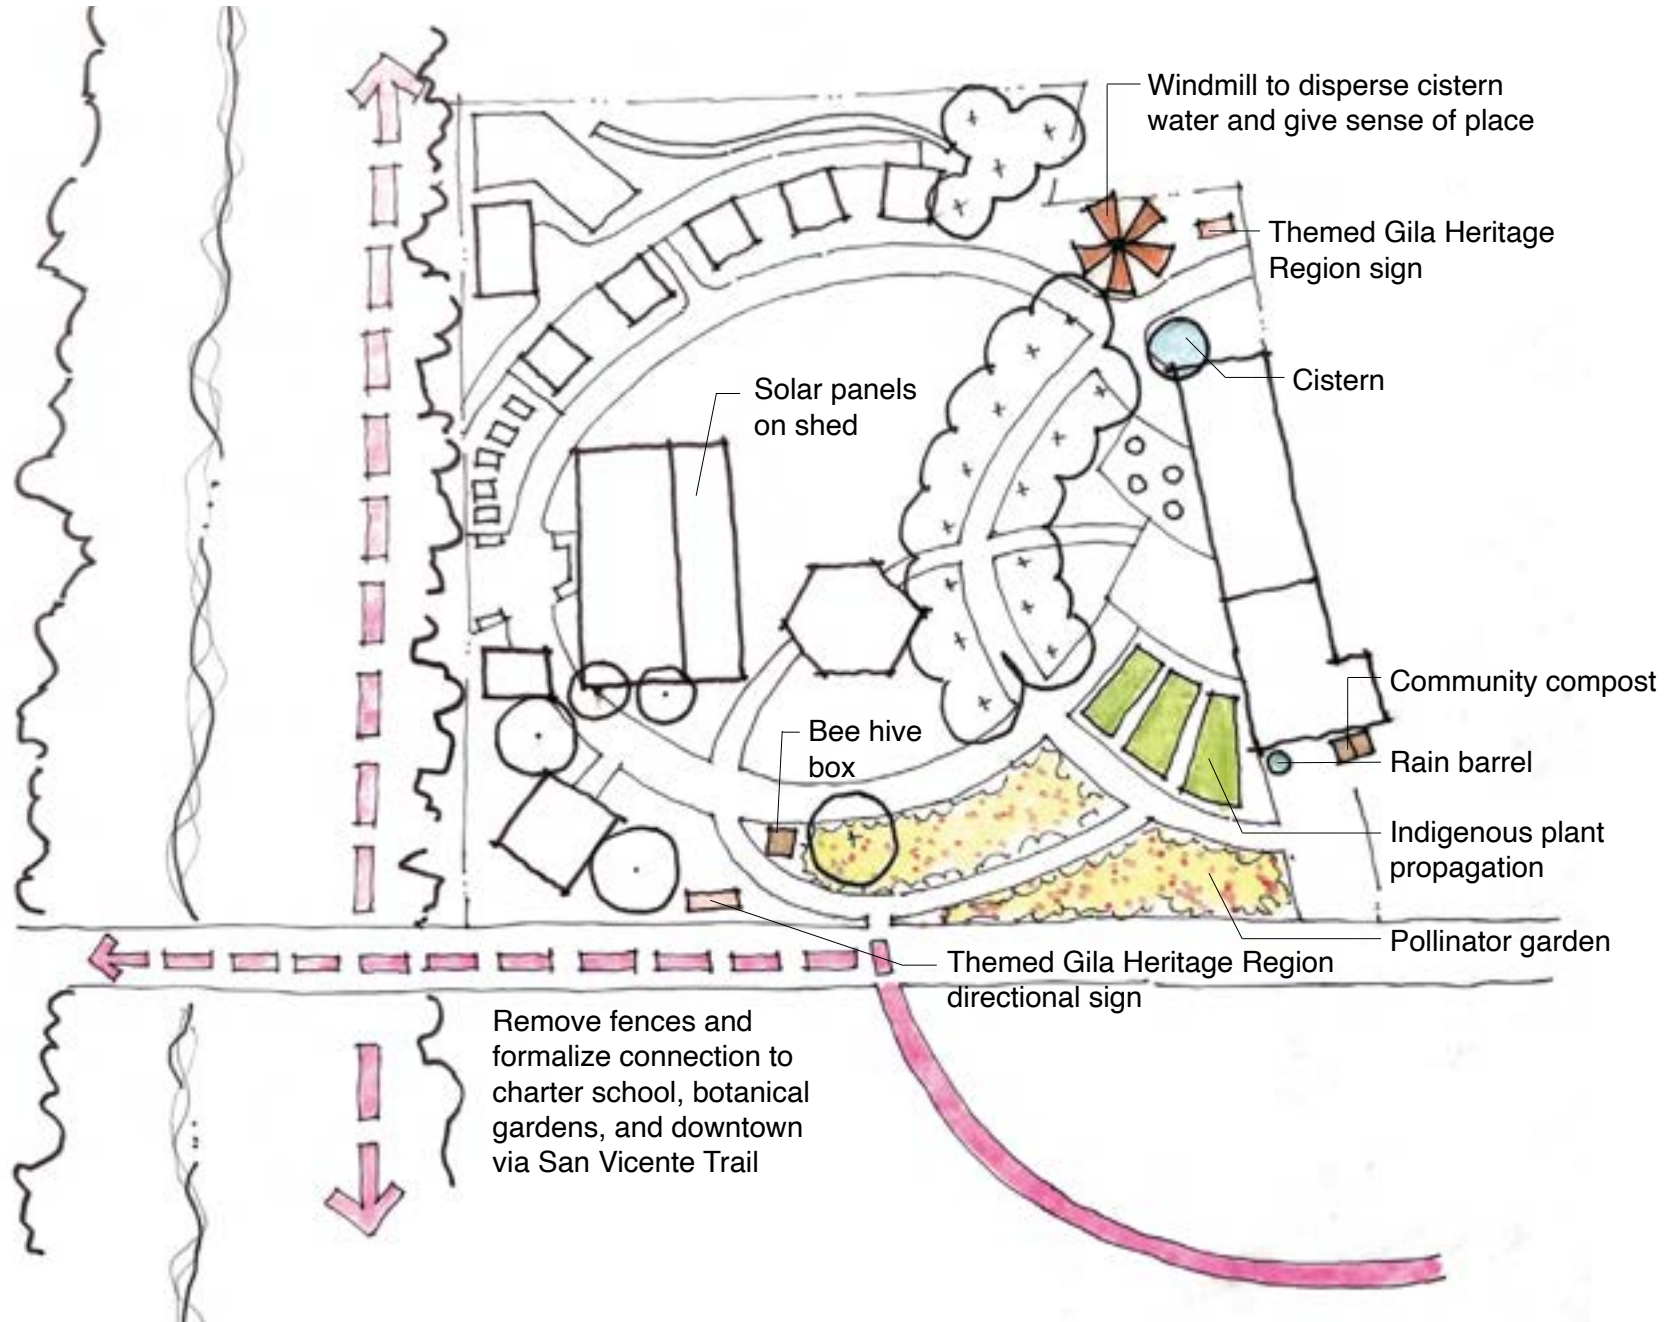 Windmill to disperse cistern
water and give sense of place
Themed Gila Heritage
Region sign
Cistern
Solar panels
on shed
Community compost
Bee hive
box
Rain barrel
Indigenous plant
propagation
Pollinator garden
Themed Gila Heritage Region
directional sign
Remove fences and
formalize connection to
charter school, botanical
gardens, and downtown
via San Vicente Trail